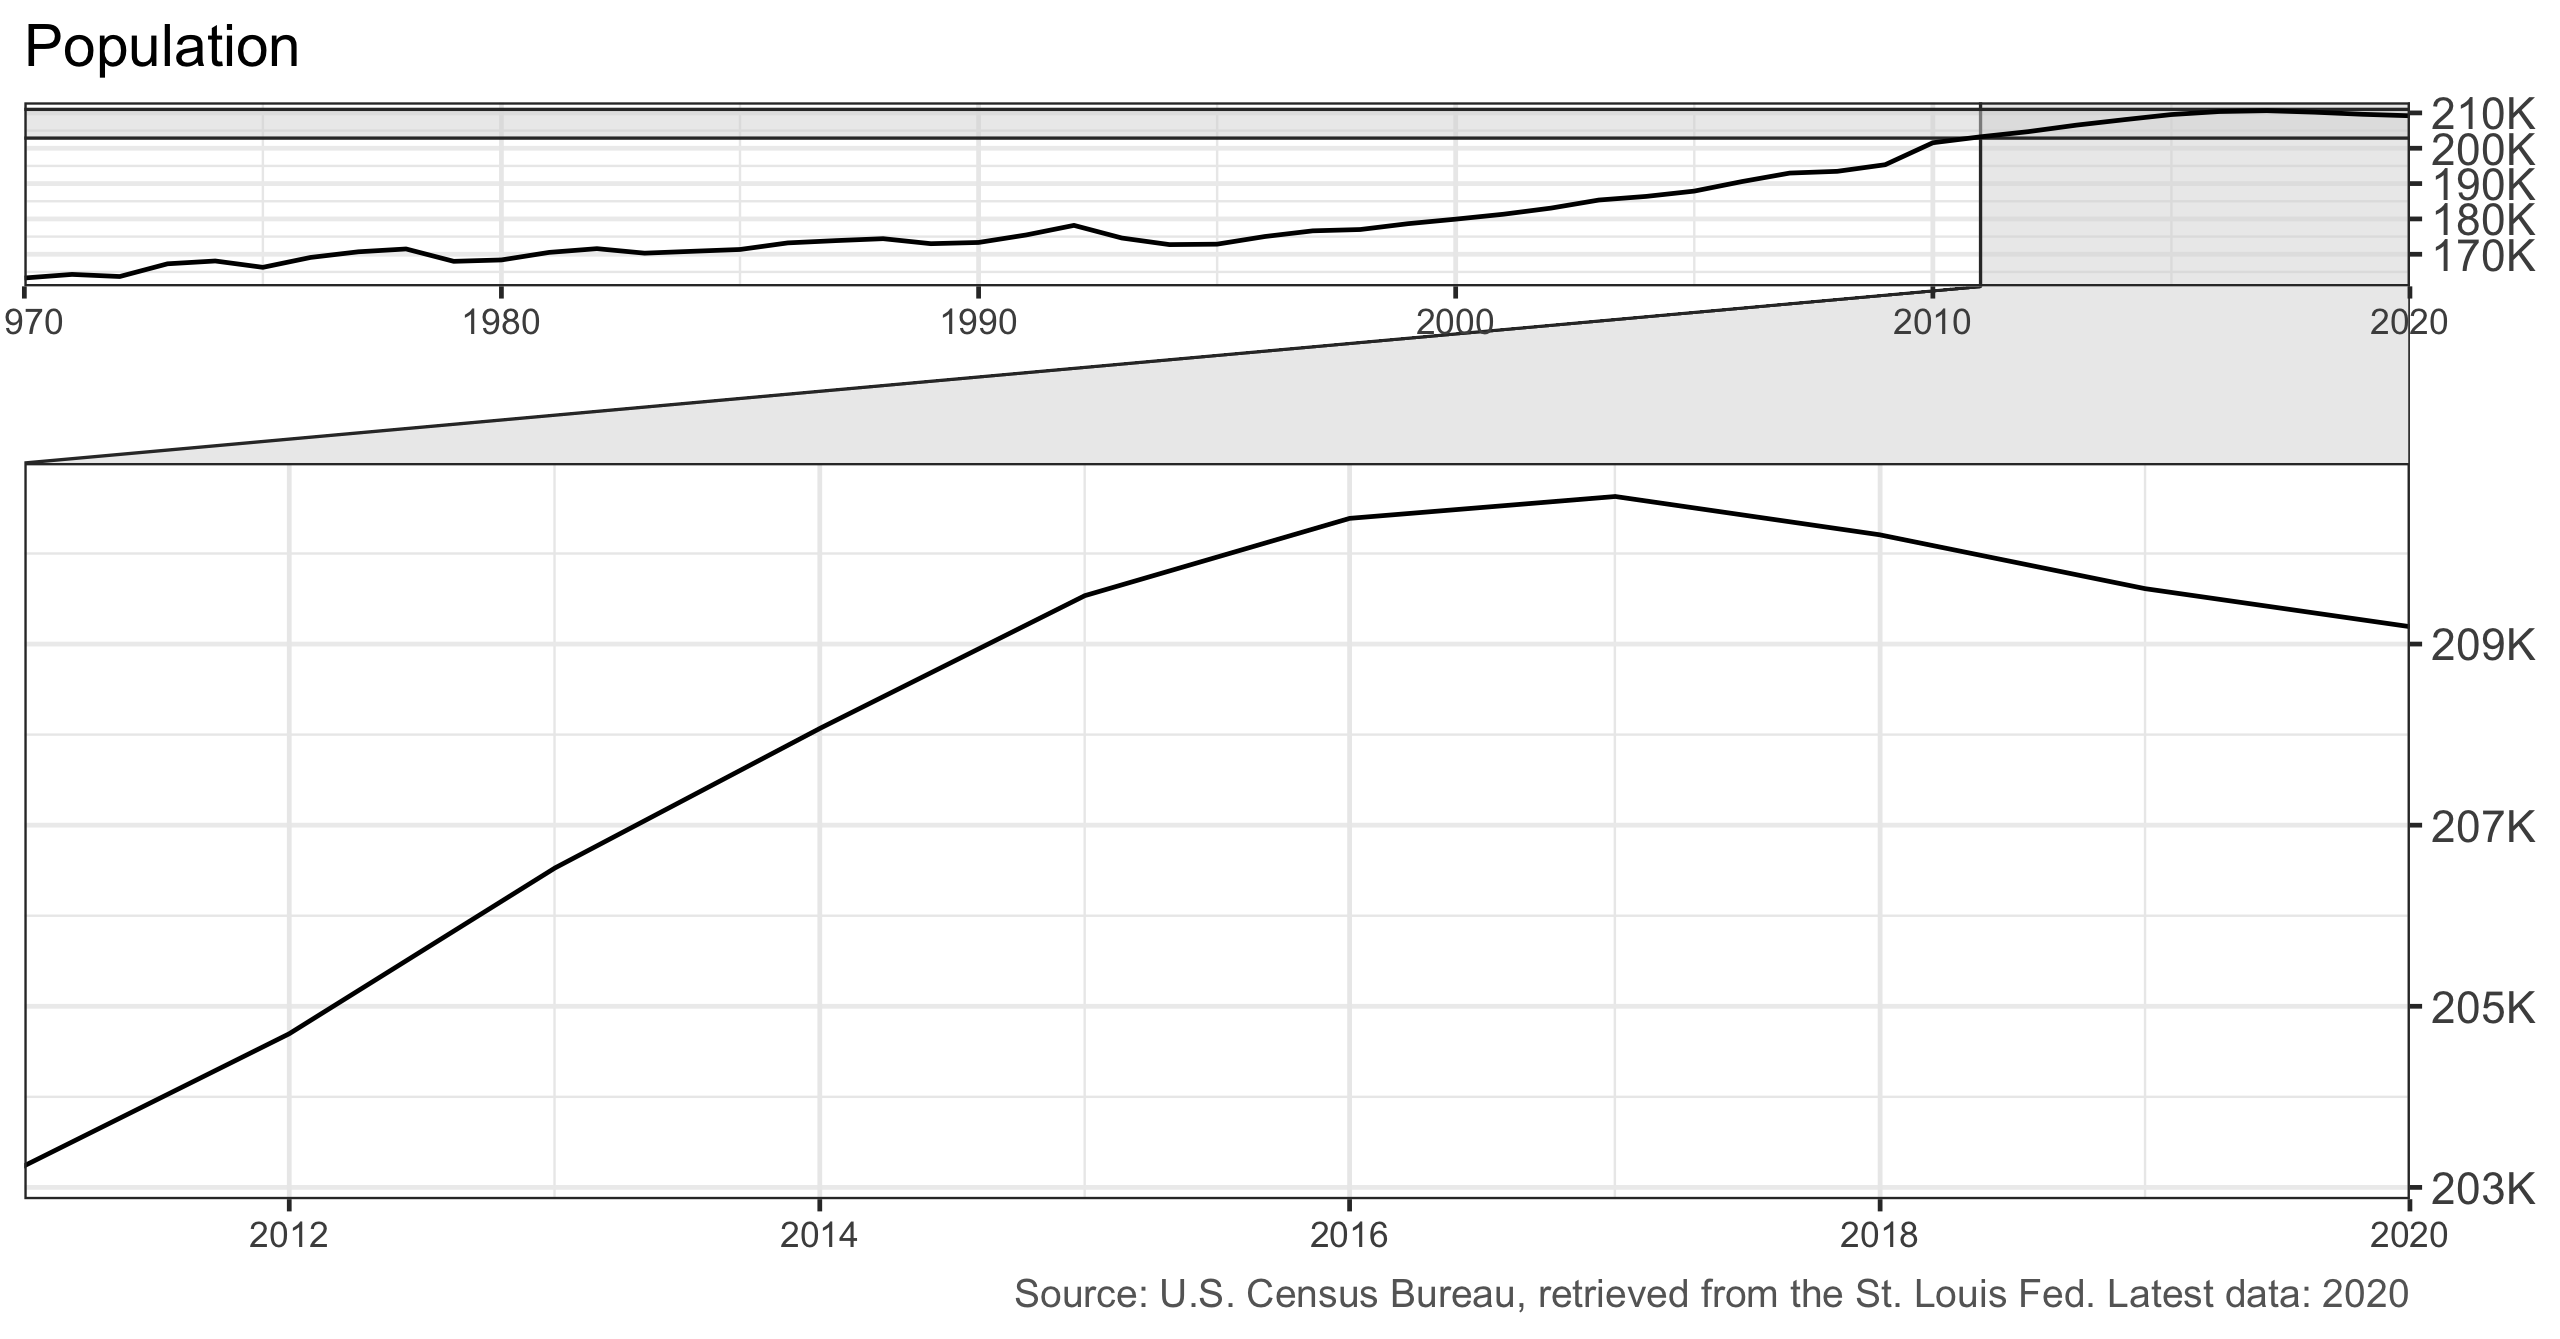 Population
210K
200K
190K
180K
170K
970 1980 1990 2000 2010 2020
209K
207K
205K
203K
2012 2014 2016 2018 2020
Source: U.S. Census Bureau, retrieved from the St. Louis Fed. Latest data: 2020